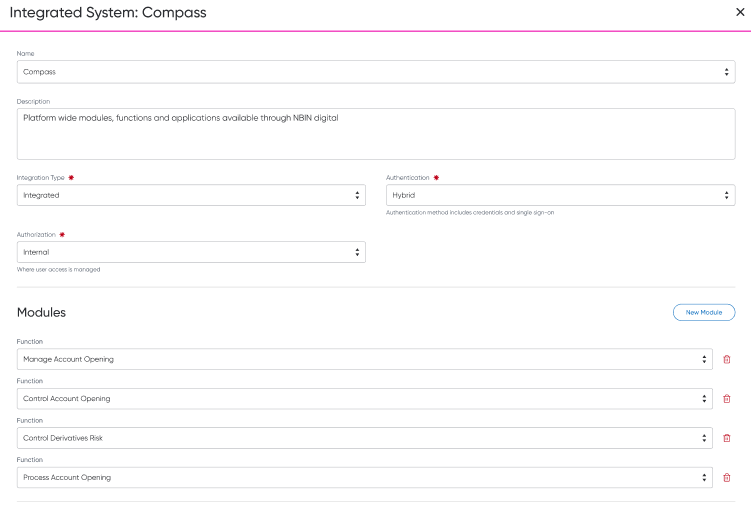 Integrated System: Compass
Name
Compass
Description
Platform wide modules, functions and applications available through NBIN digital
Integration Type *
Authentication *
Integrated
Hybrid
Authentication method includes credentials and single sign-on
Authorization *
Internal
Where user access is managed
Modules
New Module
Function
Manage Account Opening
Function
Control Account Opening
Function
Control Derivatives Risk
Function
Process Account Opening